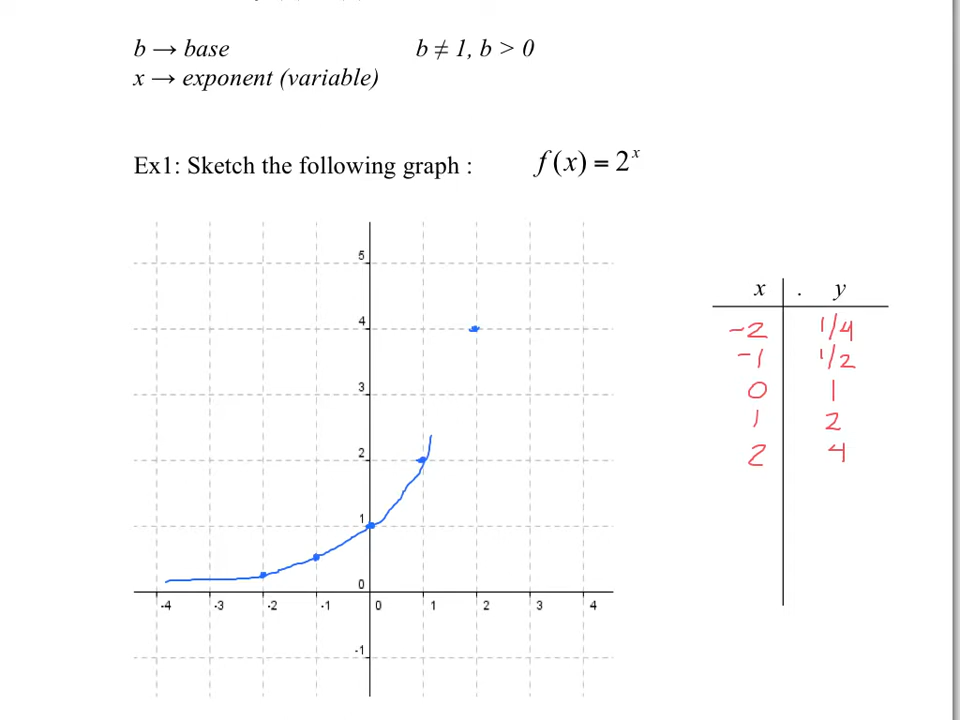 b → base b ≠ 1, b > 0
x → exponent (variable)
Ex1: Sketch the following graph : f(x) = 2ˣ
5
4
3
2
1
0
-4 -3 -2 -1 0 1 2 3 4
-1
x . y
-2 1/4
-1 1/2
0 1
1 2
2 4